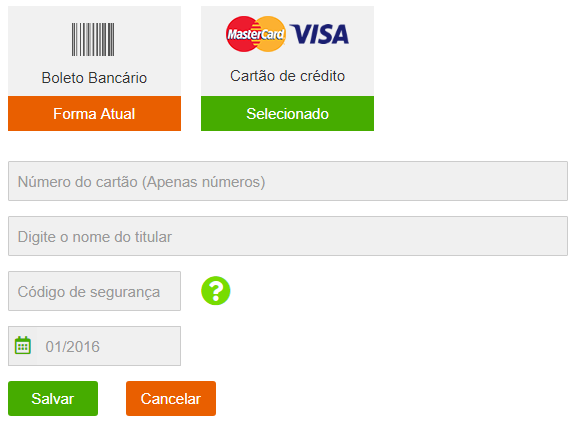 Boleto Bancário
Forma Atual
MasterCard VISA
Cartão de crédito
Selecionado
Número do cartão (Apenas números)
Digite o nome do titular
Código de segurança ?
01/2016
Salvar Cancelar